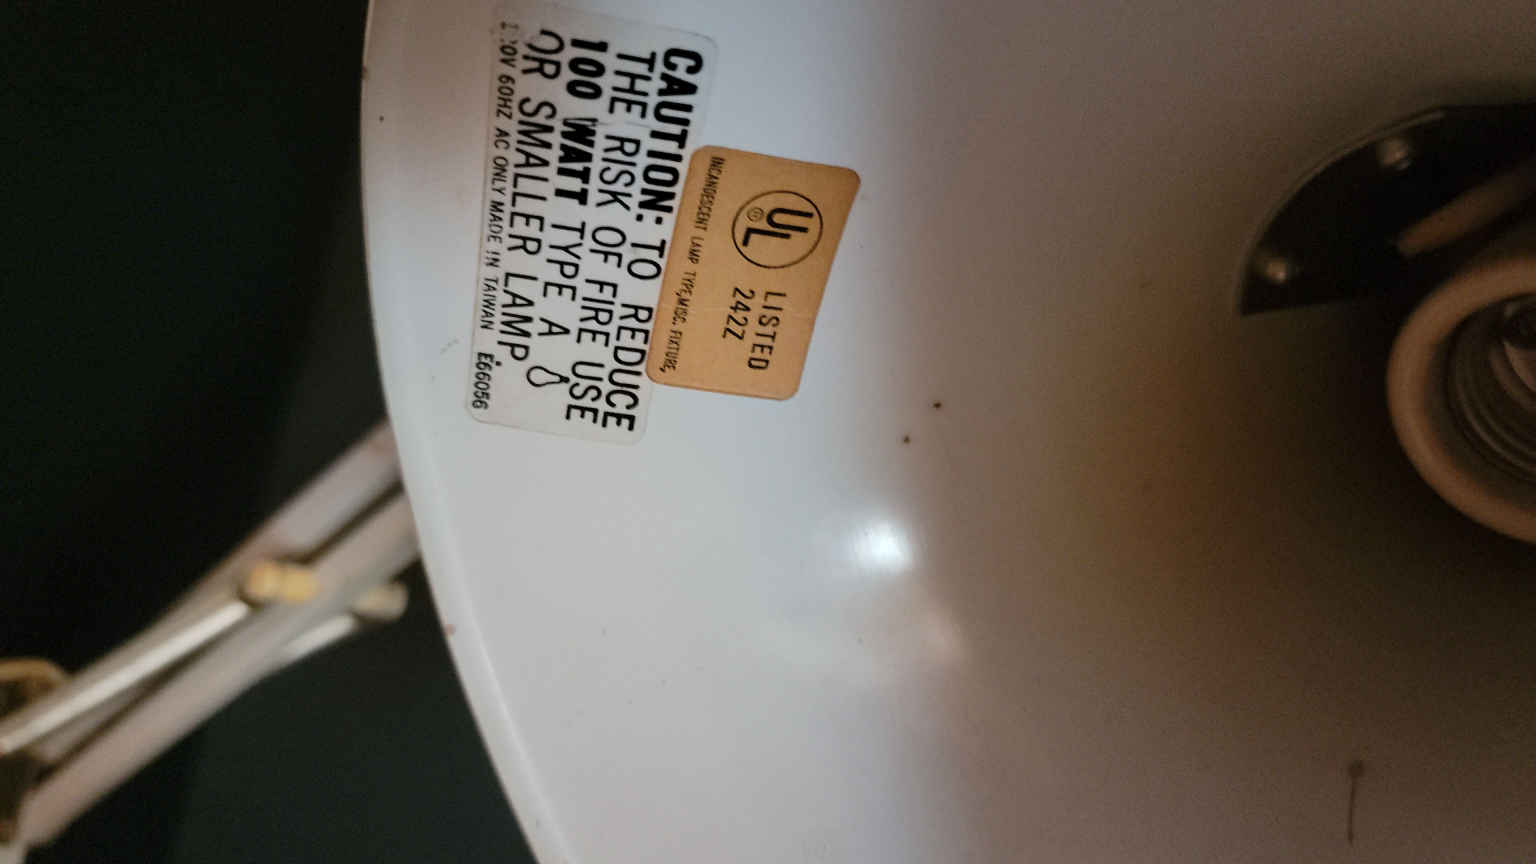 CAUTION: TO REDUCE
THE RISK OF FIRE USE
100 WATT TYPE A
OR SMALLER LAMP
60HZ AC ONLY MADE IN TAIWAN E66056
UL LISTED
242Z
INCANDESCENT LAMP TYPE, MISC. FIXTURE,